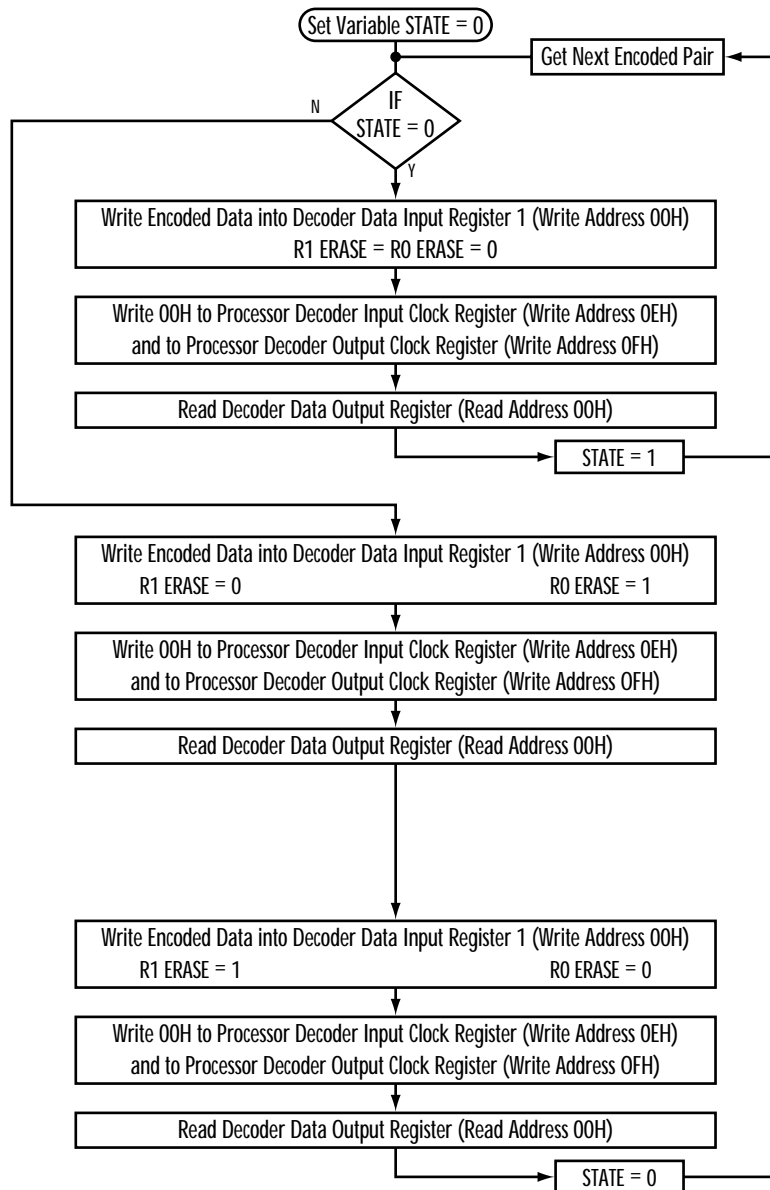 Set Variable STATE = 0
Get Next Encoded Pair
N
IF
STATE = 0
Y
Write Encoded Data into Decoder Data Input Register 1 (Write Address 00H)
R1 ERASE = R0 ERASE = 0
Write 00H to Processor Decoder Input Clock Register (Write Address 0EH)
and to Processor Decoder Output Clock Register (Write Address 0FH)
Read Decoder Data Output Register (Read Address 00H)
STATE = 1
Write Encoded Data into Decoder Data Input Register 1 (Write Address 00H)
R1 ERASE = 0 R0 ERASE = 1
Write 00H to Processor Decoder Input Clock Register (Write Address 0EH)
and to Processor Decoder Output Clock Register (Write Address 0FH)
Read Decoder Data Output Register (Read Address 00H)
Write Encoded Data into Decoder Data Input Register 1 (Write Address 00H)
R1 ERASE = 1 R0 ERASE = 0
Write 00H to Processor Decoder Input Clock Register (Write Address 0EH)
and to Processor Decoder Output Clock Register (Write Address 0FH)
Read Decoder Data Output Register (Read Address 00H)
STATE = 0